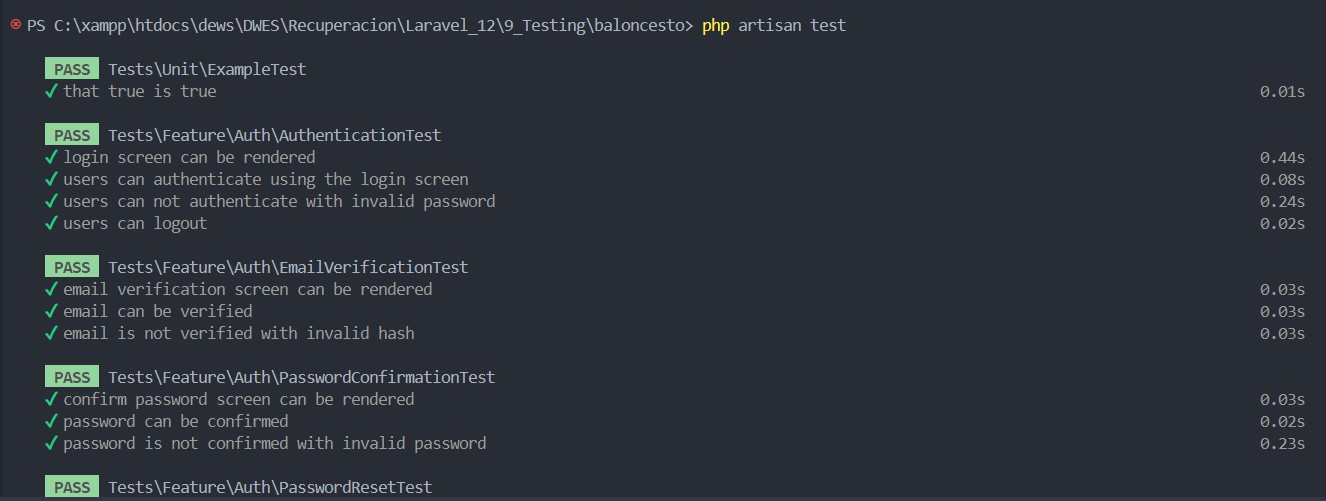 PS C:\xampp\htdocs\dews\DWES\Recuperacion\Laravel_12\9_Testing\baloncesto> php artisan test
PASS Tests\Unit\ExampleTest
✓ that true is true 0.01s
PASS Tests\Feature\Auth\AuthenticationTest
✓ login screen can be rendered 0.44s
✓ users can authenticate using the login screen 0.08s
✓ users can not authenticate with invalid password 0.24s
✓ users can logout 0.02s
PASS Tests\Feature\Auth\EmailVerificationTest
✓ email verification screen can be rendered 0.03s
✓ email can be verified 0.03s
✓ email is not verified with invalid hash 0.03s
PASS Tests\Feature\Auth\PasswordConfirmationTest
✓ confirm password screen can be rendered 0.03s
✓ password can be confirmed 0.02s
✓ password is not confirmed with invalid password 0.23s
PASS Tests\Feature\Auth\PasswordResetTest